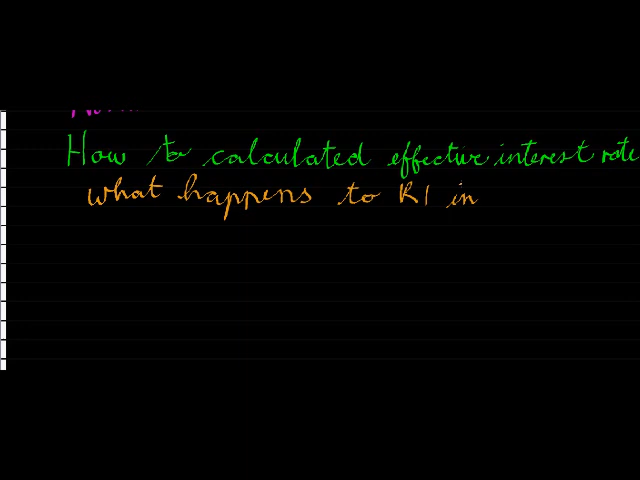 How to calculated effective interest rate
what happens to R1 in